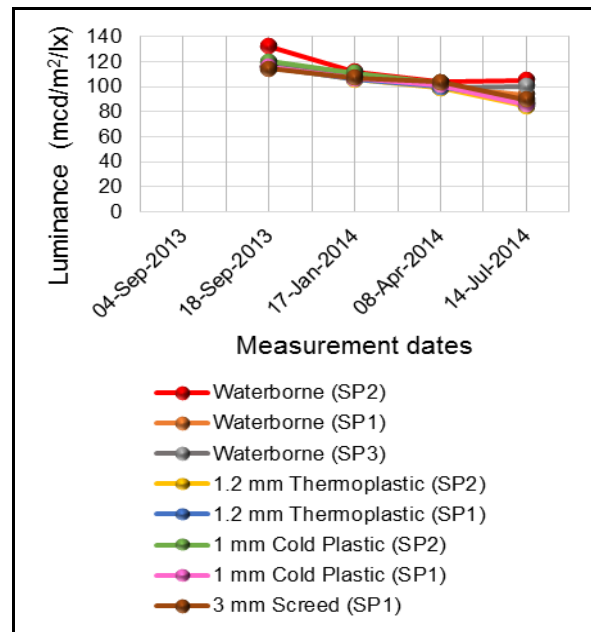 Luminance (mcd/m²/lx)
140
120
100
80
60
40
20
0
04-Sep-2013
18-Sep-2013
17-Jan-2014
08-Apr-2014
14-Jul-2014
Measurement dates
Waterborne (SP2)
Waterborne (SP1)
Waterborne (SP3)
1.2 mm Thermoplastic (SP2)
1.2 mm Thermoplastic (SP1)
1 mm Cold Plastic (SP2)
1 mm Cold Plastic (SP1)
3 mm Screed (SP1)